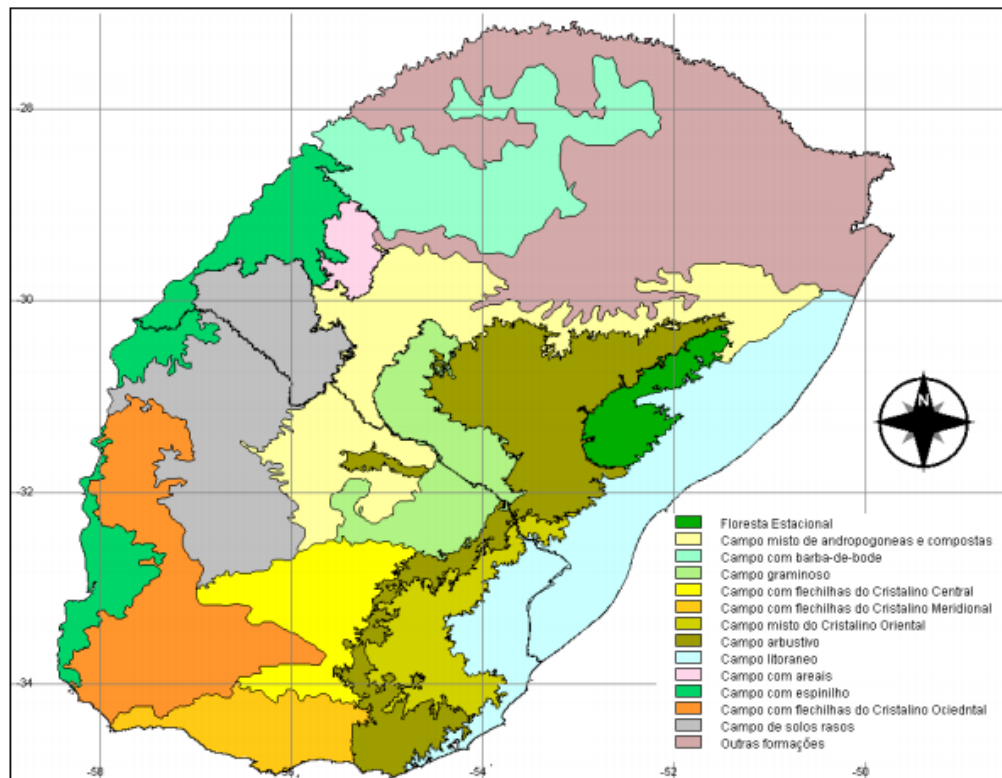 -28
-30
-32
-34
-58
-56
-54
-52
-50
N
Floresta Estacional
Campo misto de andropogoneas e compostas
Campo com barba-de-bode
Campo graminoso
Campo com flechilhas do Cristalino Central
Campo com flechilhas do Cristalino Meridional
Campo misto do Cristalino Oriental
Campo arbustivo
Campo litoraneo
Campo com areais
Campo com espinilho
Campo com flechilhas do Cristalino Ociedntal
Campo de solos rasos
Outras formações